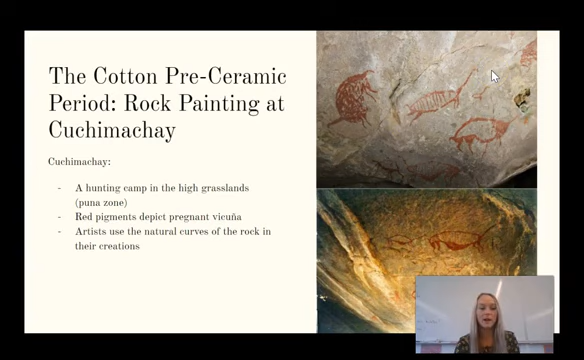 The Cotton Pre-Ceramic
Period: Rock Painting at
Cuchimachay
Cuchimachay:
- A hunting camp in the high grasslands
(puna zone)
- Red pigments depict pregnant vicuña
- Artists use the natural curves of the rock in
their creations